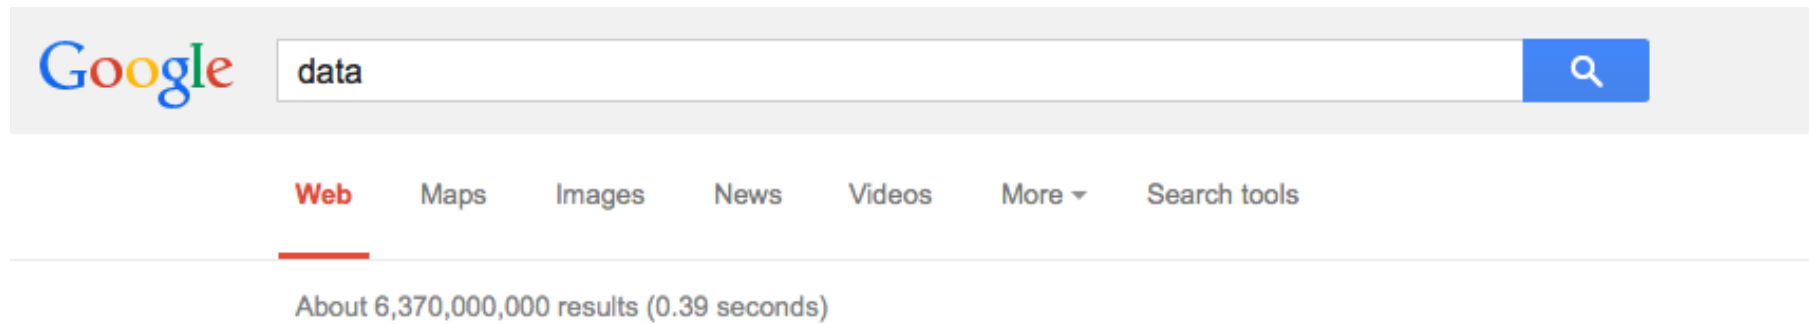 Google data
Web Maps Images News Videos More Search tools
About 6,370,000,000 results (0.39 seconds)